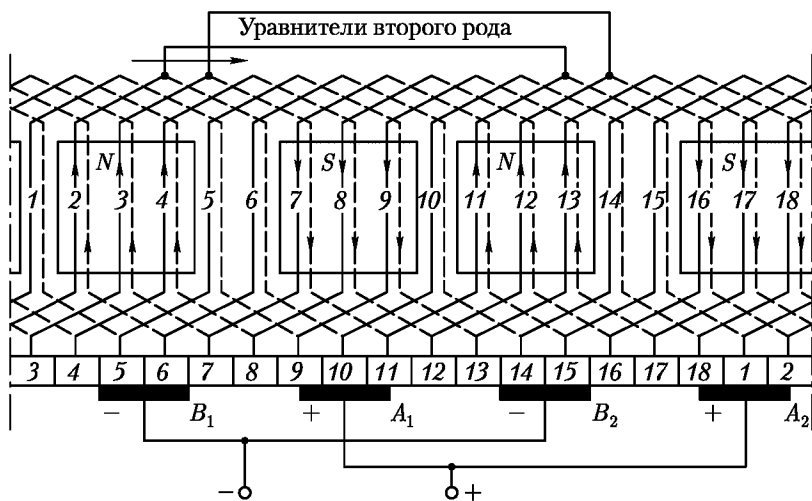 Уравнители второго рода
N S N S
1 2 3 4 5 6 7 8 9 10 11 12 13 14 15 16 17 18
3 4 5 6 7 8 9 10 11 12 13 14 15 16 17 18 1 2
− B₁ + A₁ − B₂ + A₂
− +